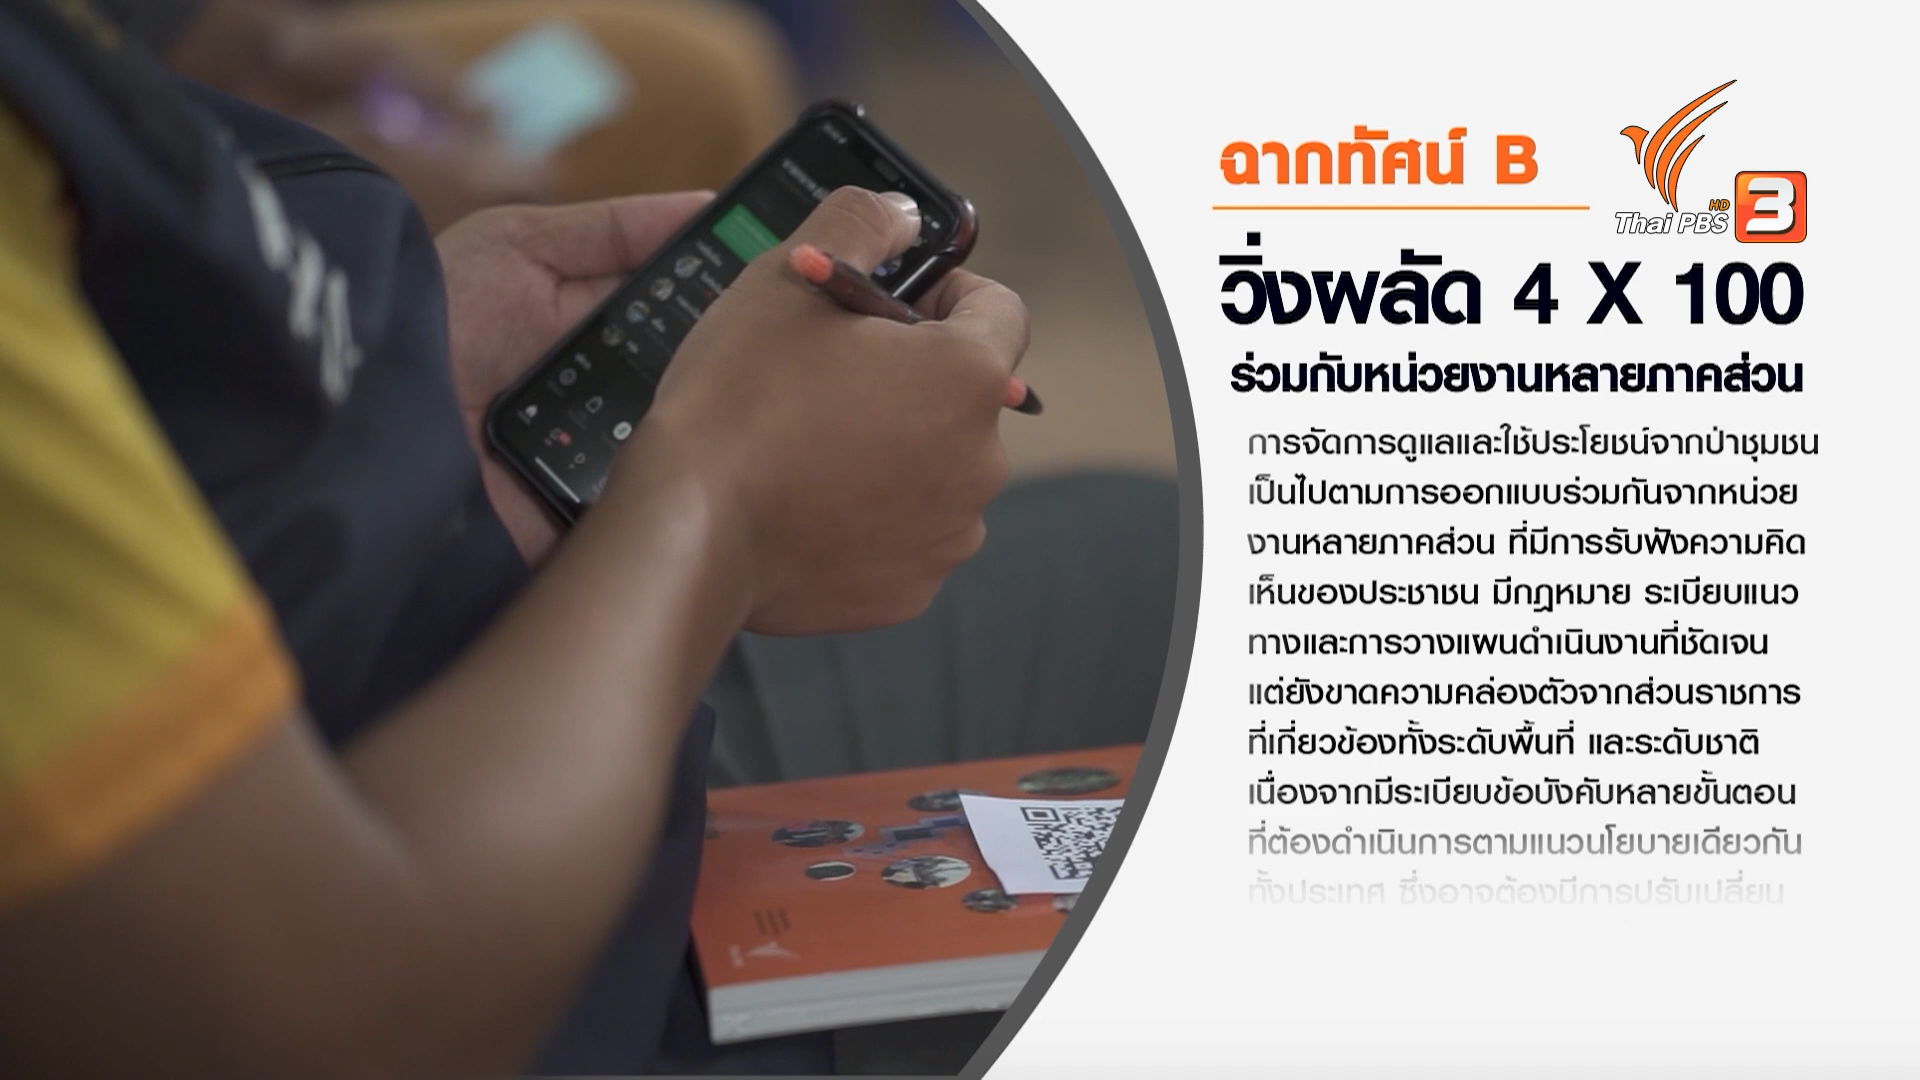 ฉากทัศน์ B
Thai PBS HD 3
วิ่งผลัด 4 X 100
ร่วมกับหน่วยงานหลายภาคส่วน
การจัดการดูแลและใช้ประโยชน์จากป่าชุมชน
เป็นไปตามการออกแบบร่วมกันจากหน่วย
งานหลายภาคส่วน ที่มีการรับฟังความคิด
เห็นของประชาชน มีกฎหมาย ระเบียบแนว
ทางและการวางแผนดำเนินงานที่ชัดเจน
แต่ยังขาดความคล่องตัวจากส่วนราชการ
ที่เกี่ยวข้องทั้งระดับพื้นที่ และระดับชาติ
เนื่องจากมีระเบียบข้อบังคับหลายขั้นตอน
ที่ต้องดำเนินการตามแนวนโยบายเดียวกัน
ทั้งประเทศ ซึ่งอาจต้องมีการปรับเปลี่ยน